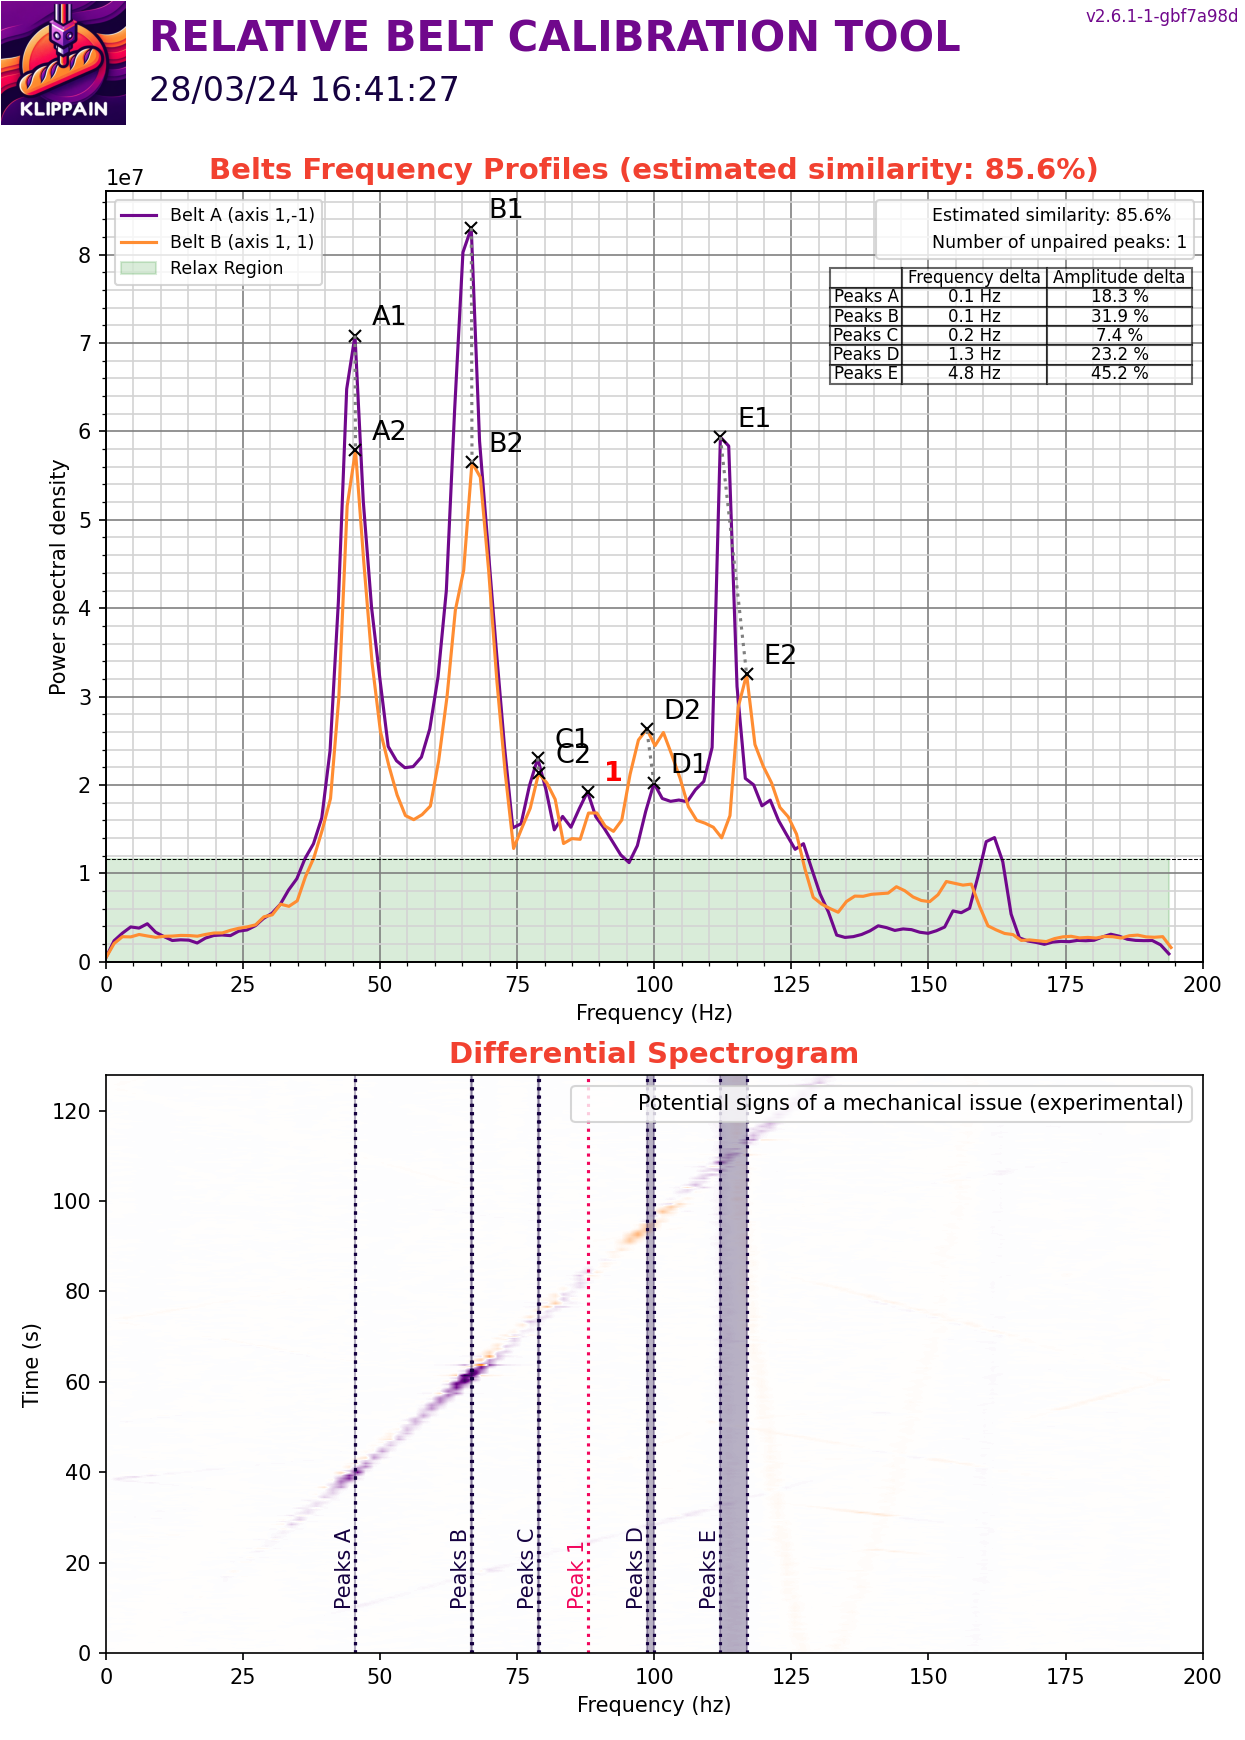 v2.6.1-1-gbf7a98d
RELATIVE BELT CALIBRATION TOOL
28/03/24 16:41:27
KLIPPAIN
Belts Frequency Profiles (estimated similarity: 85.6%)
1e7
Belt A (axis 1,-1)
Belt B (axis 1, 1)
Relax Region
Estimated similarity: 85.6%
Number of unpaired peaks: 1
Frequency delta Amplitude delta
Peaks A 0.1 Hz 18.3 %
Peaks B 0.1 Hz 31.9 %
Peaks C 0.2 Hz 7.4 %
Peaks D 1.3 Hz 23.2 %
Peaks E 4.8 Hz 45.2 %
B1
A1
A2
B2
E1
E2
D2
C1
C2
1
D1
8
7
6
5
4
3
2
1
0
Power spectral density
0 25 50 75 100 125 150 175 200
Frequency (Hz)
Differential Spectrogram
Potential signs of a mechanical issue (experimental)
120
100
80
60
40
20
0
Time (s)
Peaks A
Peaks B
Peaks C
Peak 1
Peaks D
Peaks E
0 25 50 75 100 125 150 175 200
Frequency (hz)